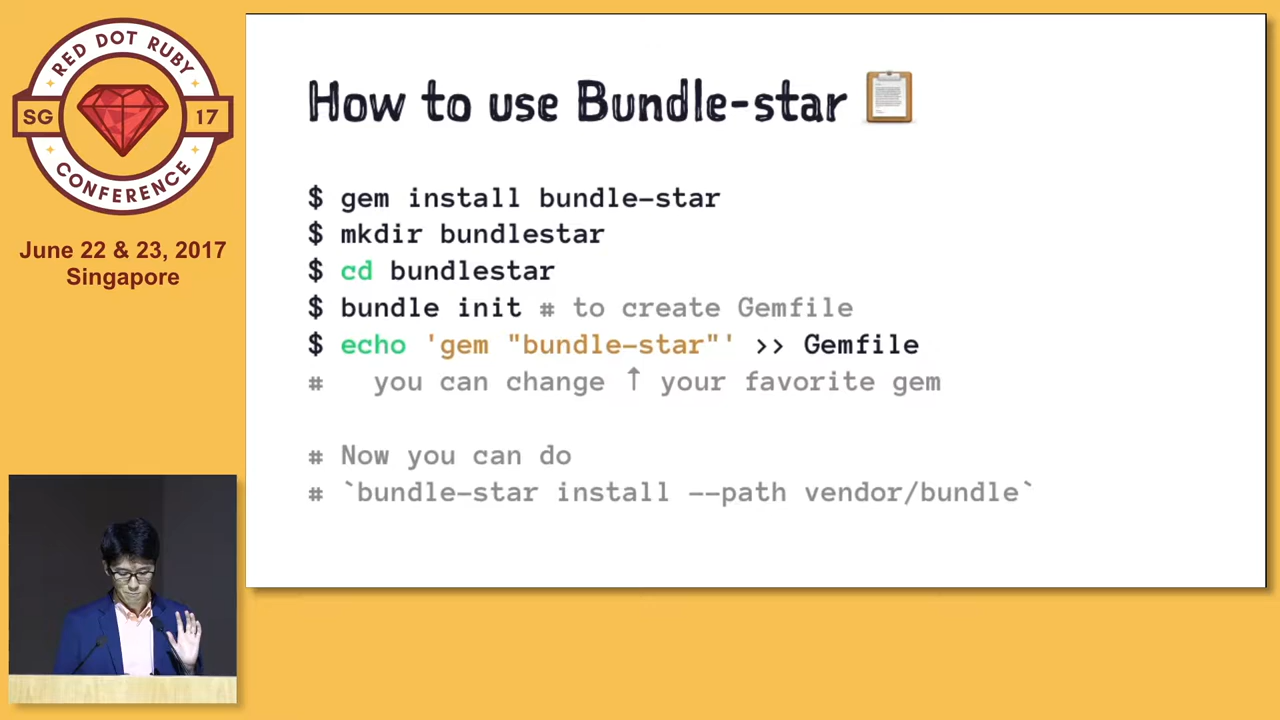 RED DOT RUBY
SG 17
CONFERENCE
June 22 & 23, 2017
Singapore
How to use Bundle-star
$ gem install bundle-star
$ mkdir bundlestar
$ cd bundlestar
$ bundle init # to create Gemfile
$ echo 'gem "bundle-star"' >> Gemfile
#   you can change ↑ your favorite gem
# Now you can do
# `bundle-star install --path vendor/bundle`